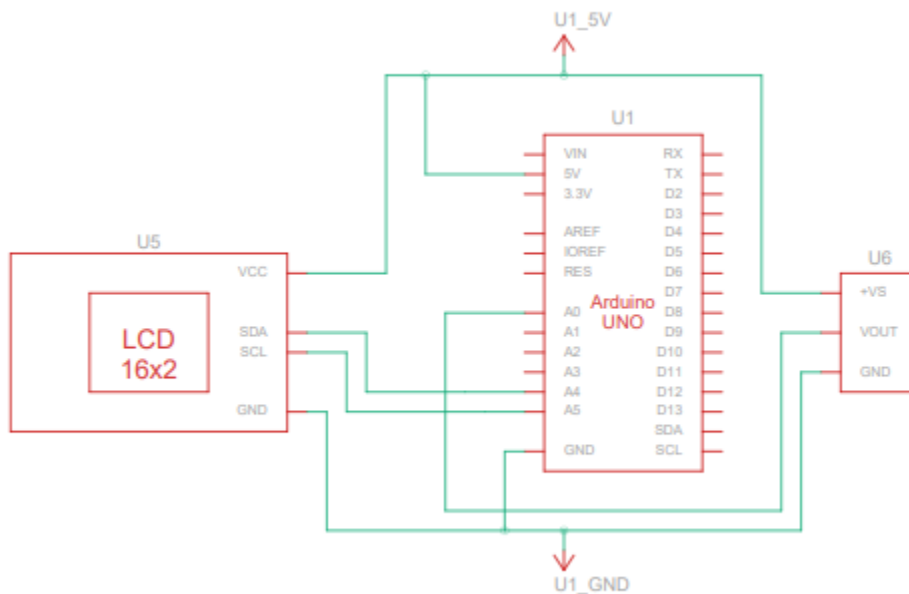 U1_5V
U1
VIN
5V
3.3V
AREF
IOREF
RES
A0
A1
A2
A3
A4
A5
GND
Arduino
UNO
RX
TX
D2
D3
D4
D5
D6
D7
D8
D9
D10
D11
D12
D13
SDA
SCL
U5
VCC
SDA
SCL
GND
LCD
16x2
U6
+VS
VOUT
GND
U1_GND